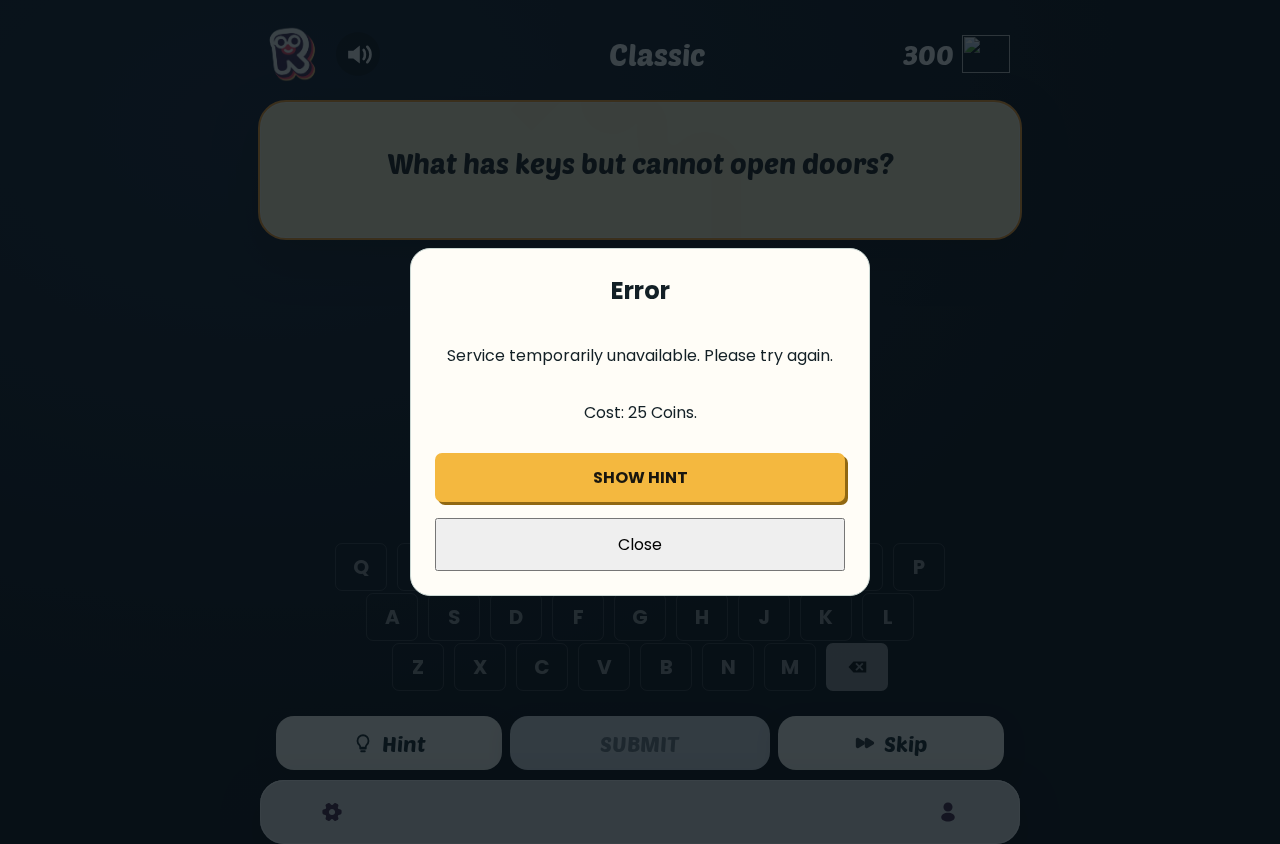 R
Classic
300
What has keys but cannot open doors?
Error
Service temporarily unavailable. Please try again.
Cost: 25 Coins.
SHOW HINT
Close
Q P
A S D F G H J K L
Z X C V B N M
Hint SUBMIT Skip